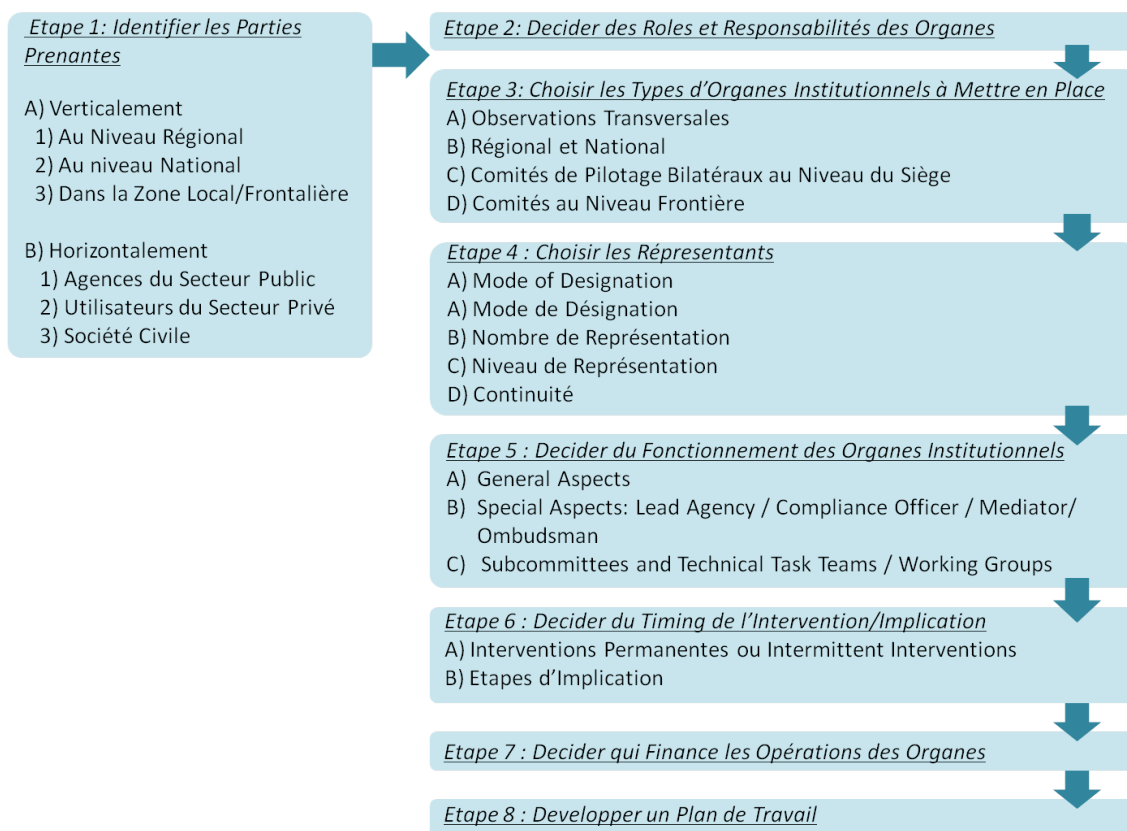 Etape 1: Identifier les Parties
Prenantes
A) Verticalement
1) Au Niveau Régional
2) Au niveau National
3) Dans la Zone Local/Frontalière
B) Horizontalement
1) Agences du Secteur Public
2) Utilisateurs du Secteur Privé
3) Société Civile
Etape 2: Decider des Roles et Responsabilités des Organes
Etape 3: Choisir les Types d'Organes Institutionnels à Mettre en Place
A) Observations Transversales
B) Régional et National
C) Comités de Pilotage Bilatéraux au Niveau du Siège
D) Comités au Niveau Frontière
Etape 4 : Choisir les Répresentants
A) Mode of Designation
A) Mode de Désignation
B) Nombre de Représentation
C) Niveau de Représentation
D) Continuité
Etape 5 : Decider du Fonctionnement des Organes Institutionnels
A) General Aspects
B) Special Aspects: Lead Agency / Compliance Officer / Mediator/
Ombudsman
C) Subcommittees and Technical Task Teams / Working Groups
Etape 6 : Decider du Timing de l'Intervention/Implication
A) Interventions Permanentes ou Intermittent Interventions
B) Etapes d'Implication
Etape 7 : Decider qui Finance les Opérations des Organes
Etape 8 : Developper un Plan de Travail